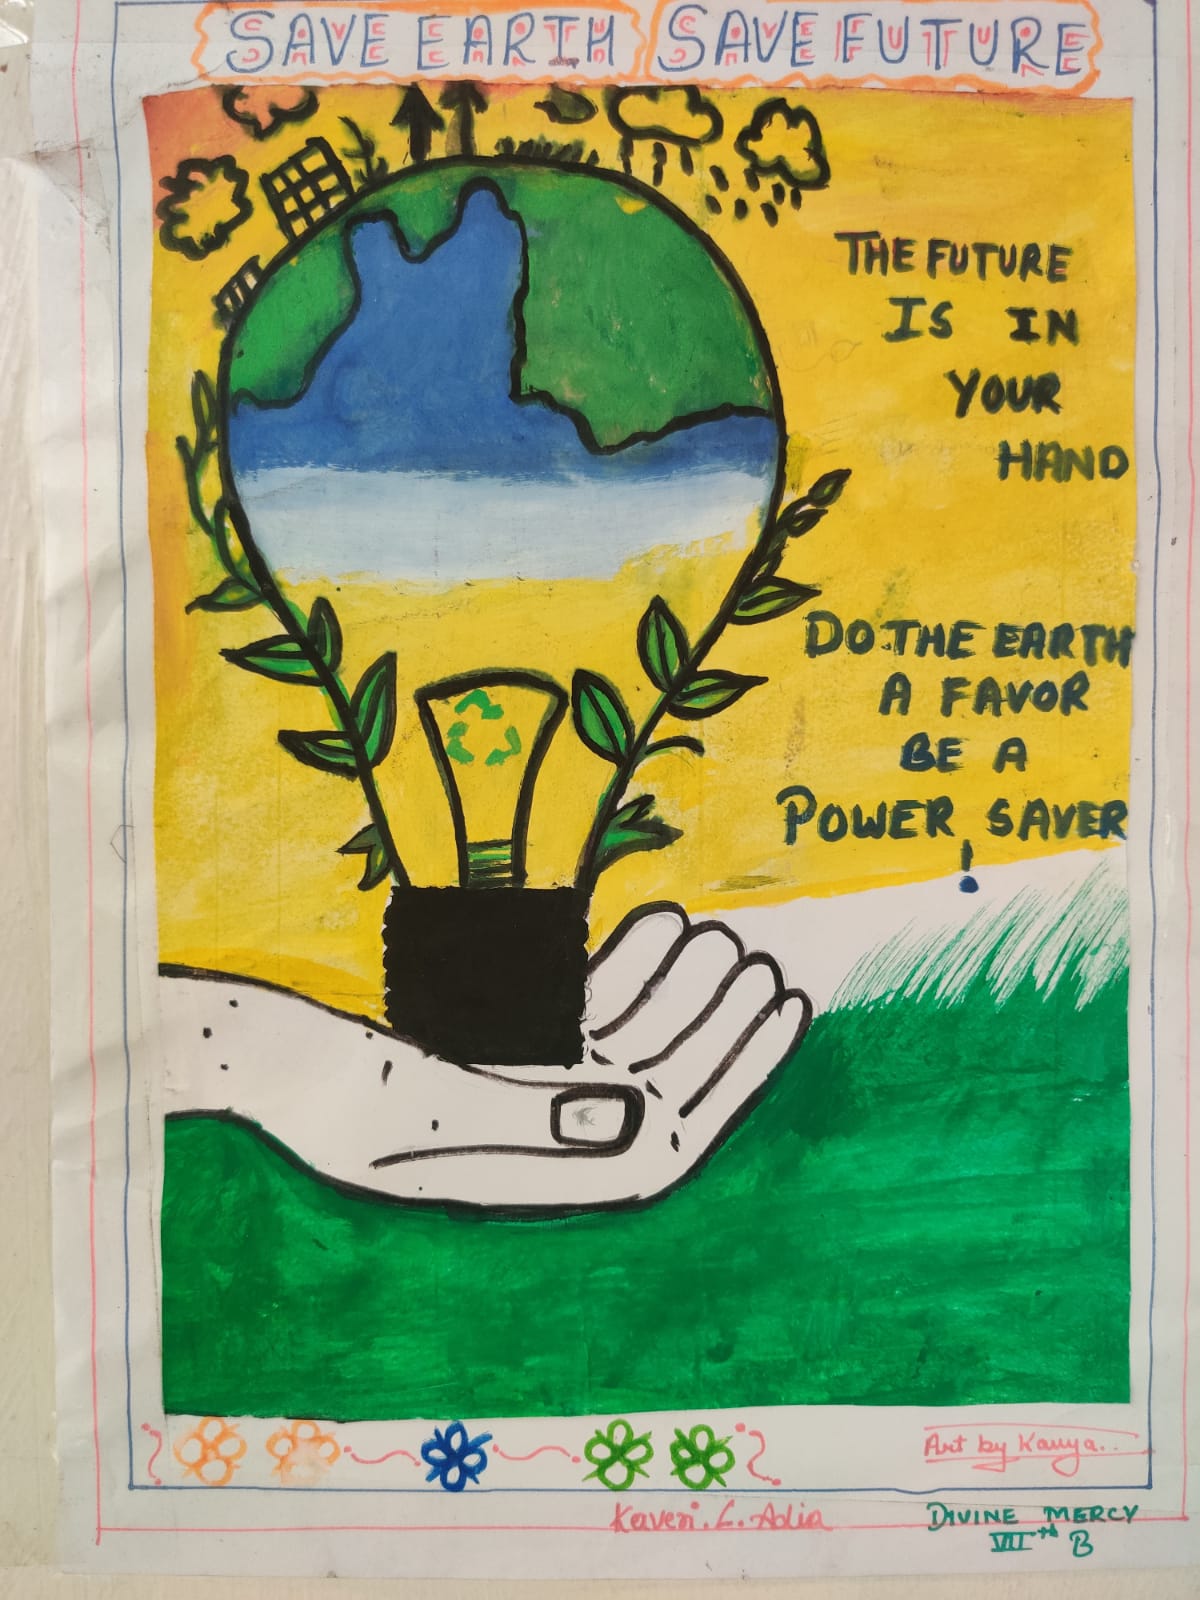 SAVE EARTH SAVE FUTURE
THE FUTURE
IS IN
YOUR
HAND
DO THE EARTH
A FAVOR
BE A
POWER SAVER
!
Art by Kavya..
Kaveri. L. Adia
DIVINE MERCY
VII th B